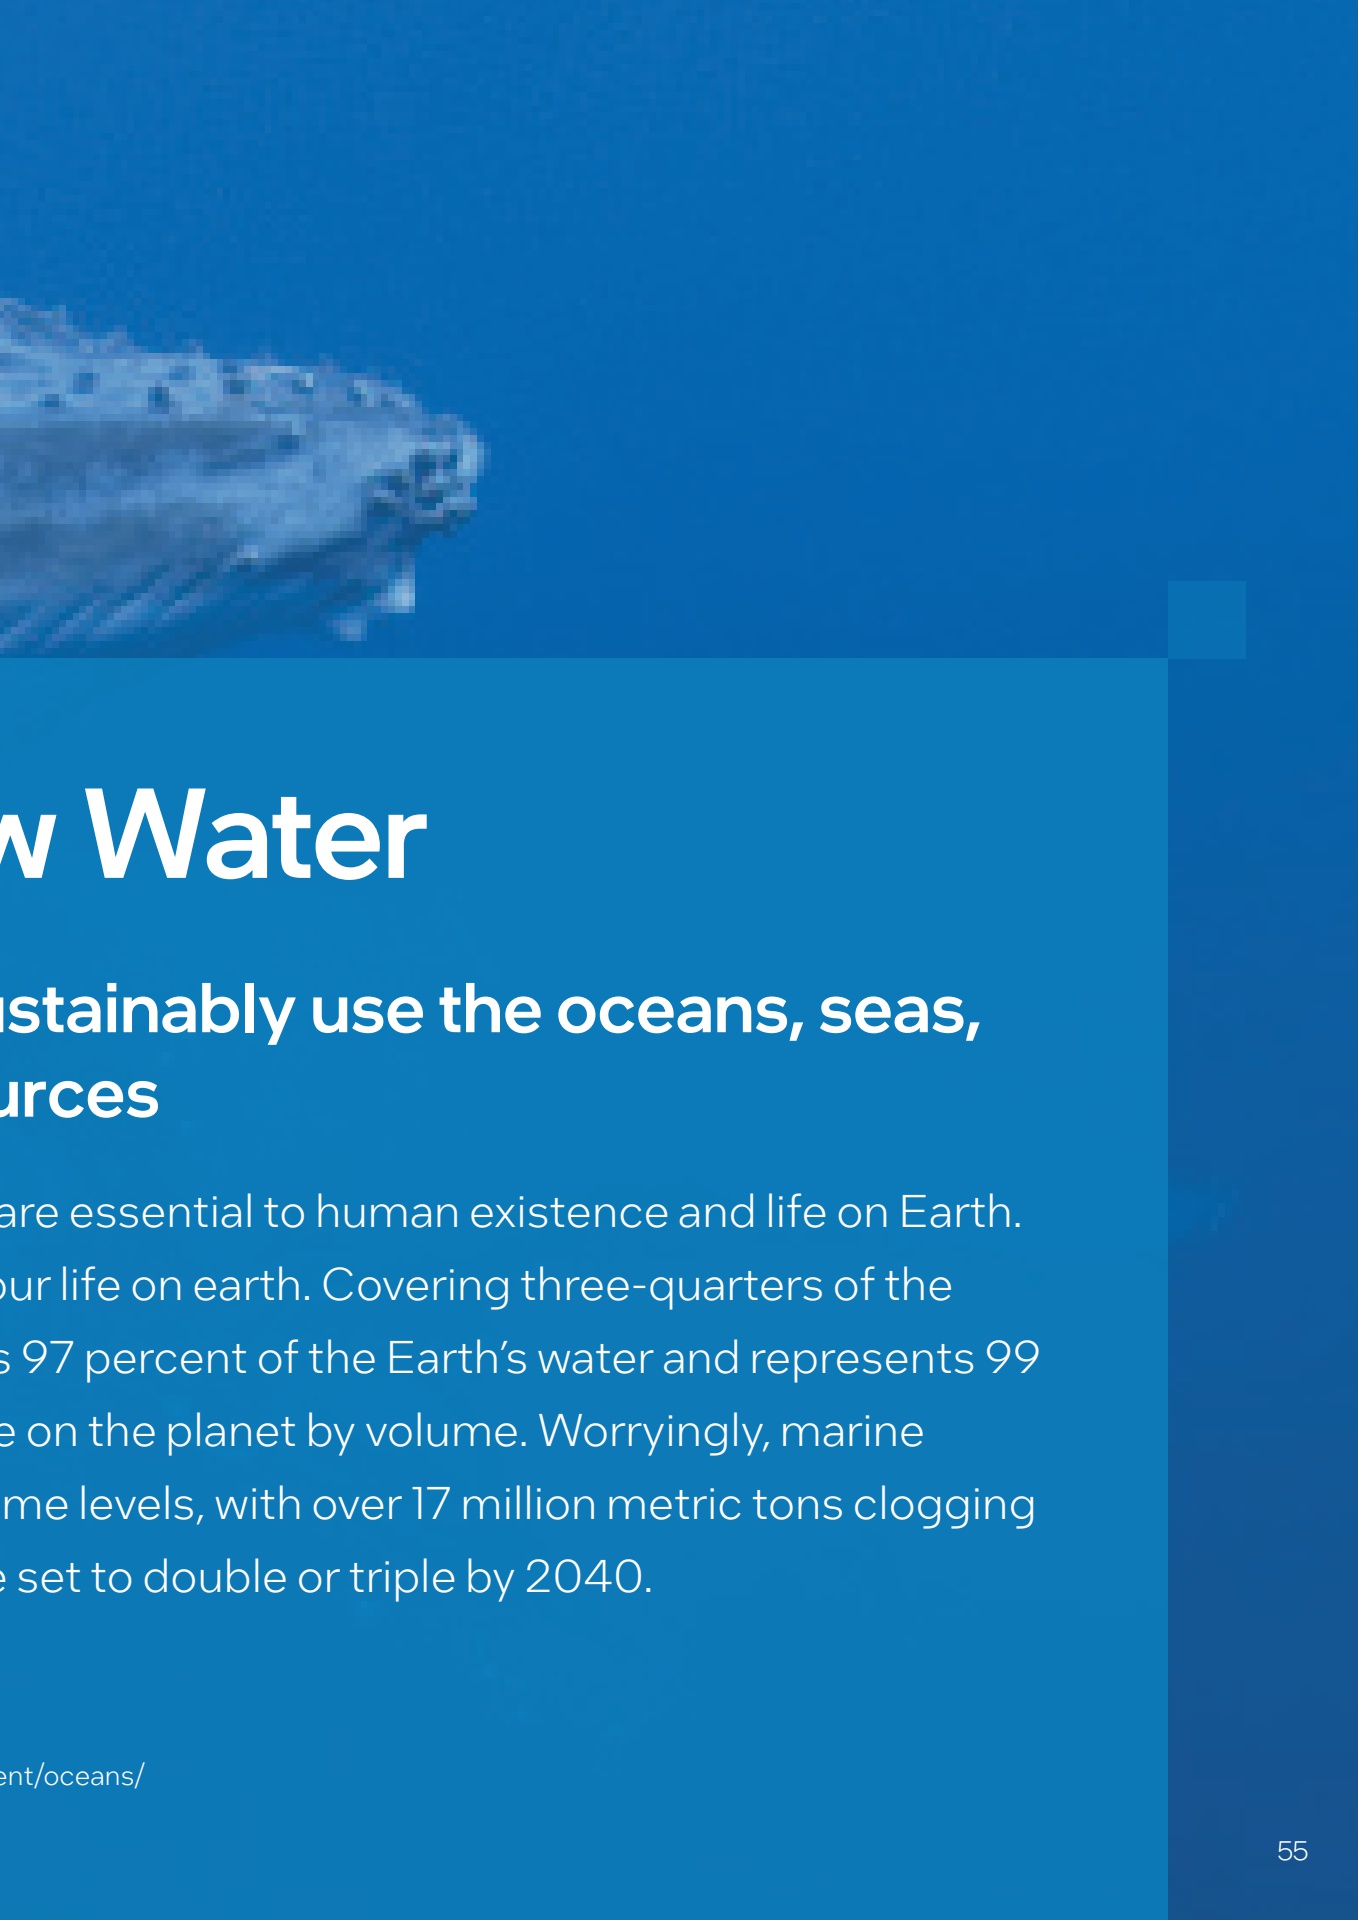 w Water
ustainably use the oceans, seas,
urces
are essential to human existence and life on Earth.
our life on earth. Covering three-quarters of the
s 97 percent of the Earth’s water and represents 99
e on the planet by volume. Worryingly, marine
me levels, with over 17 million metric tons clogging
e set to double or triple by 2040.
ent/oceans/
55